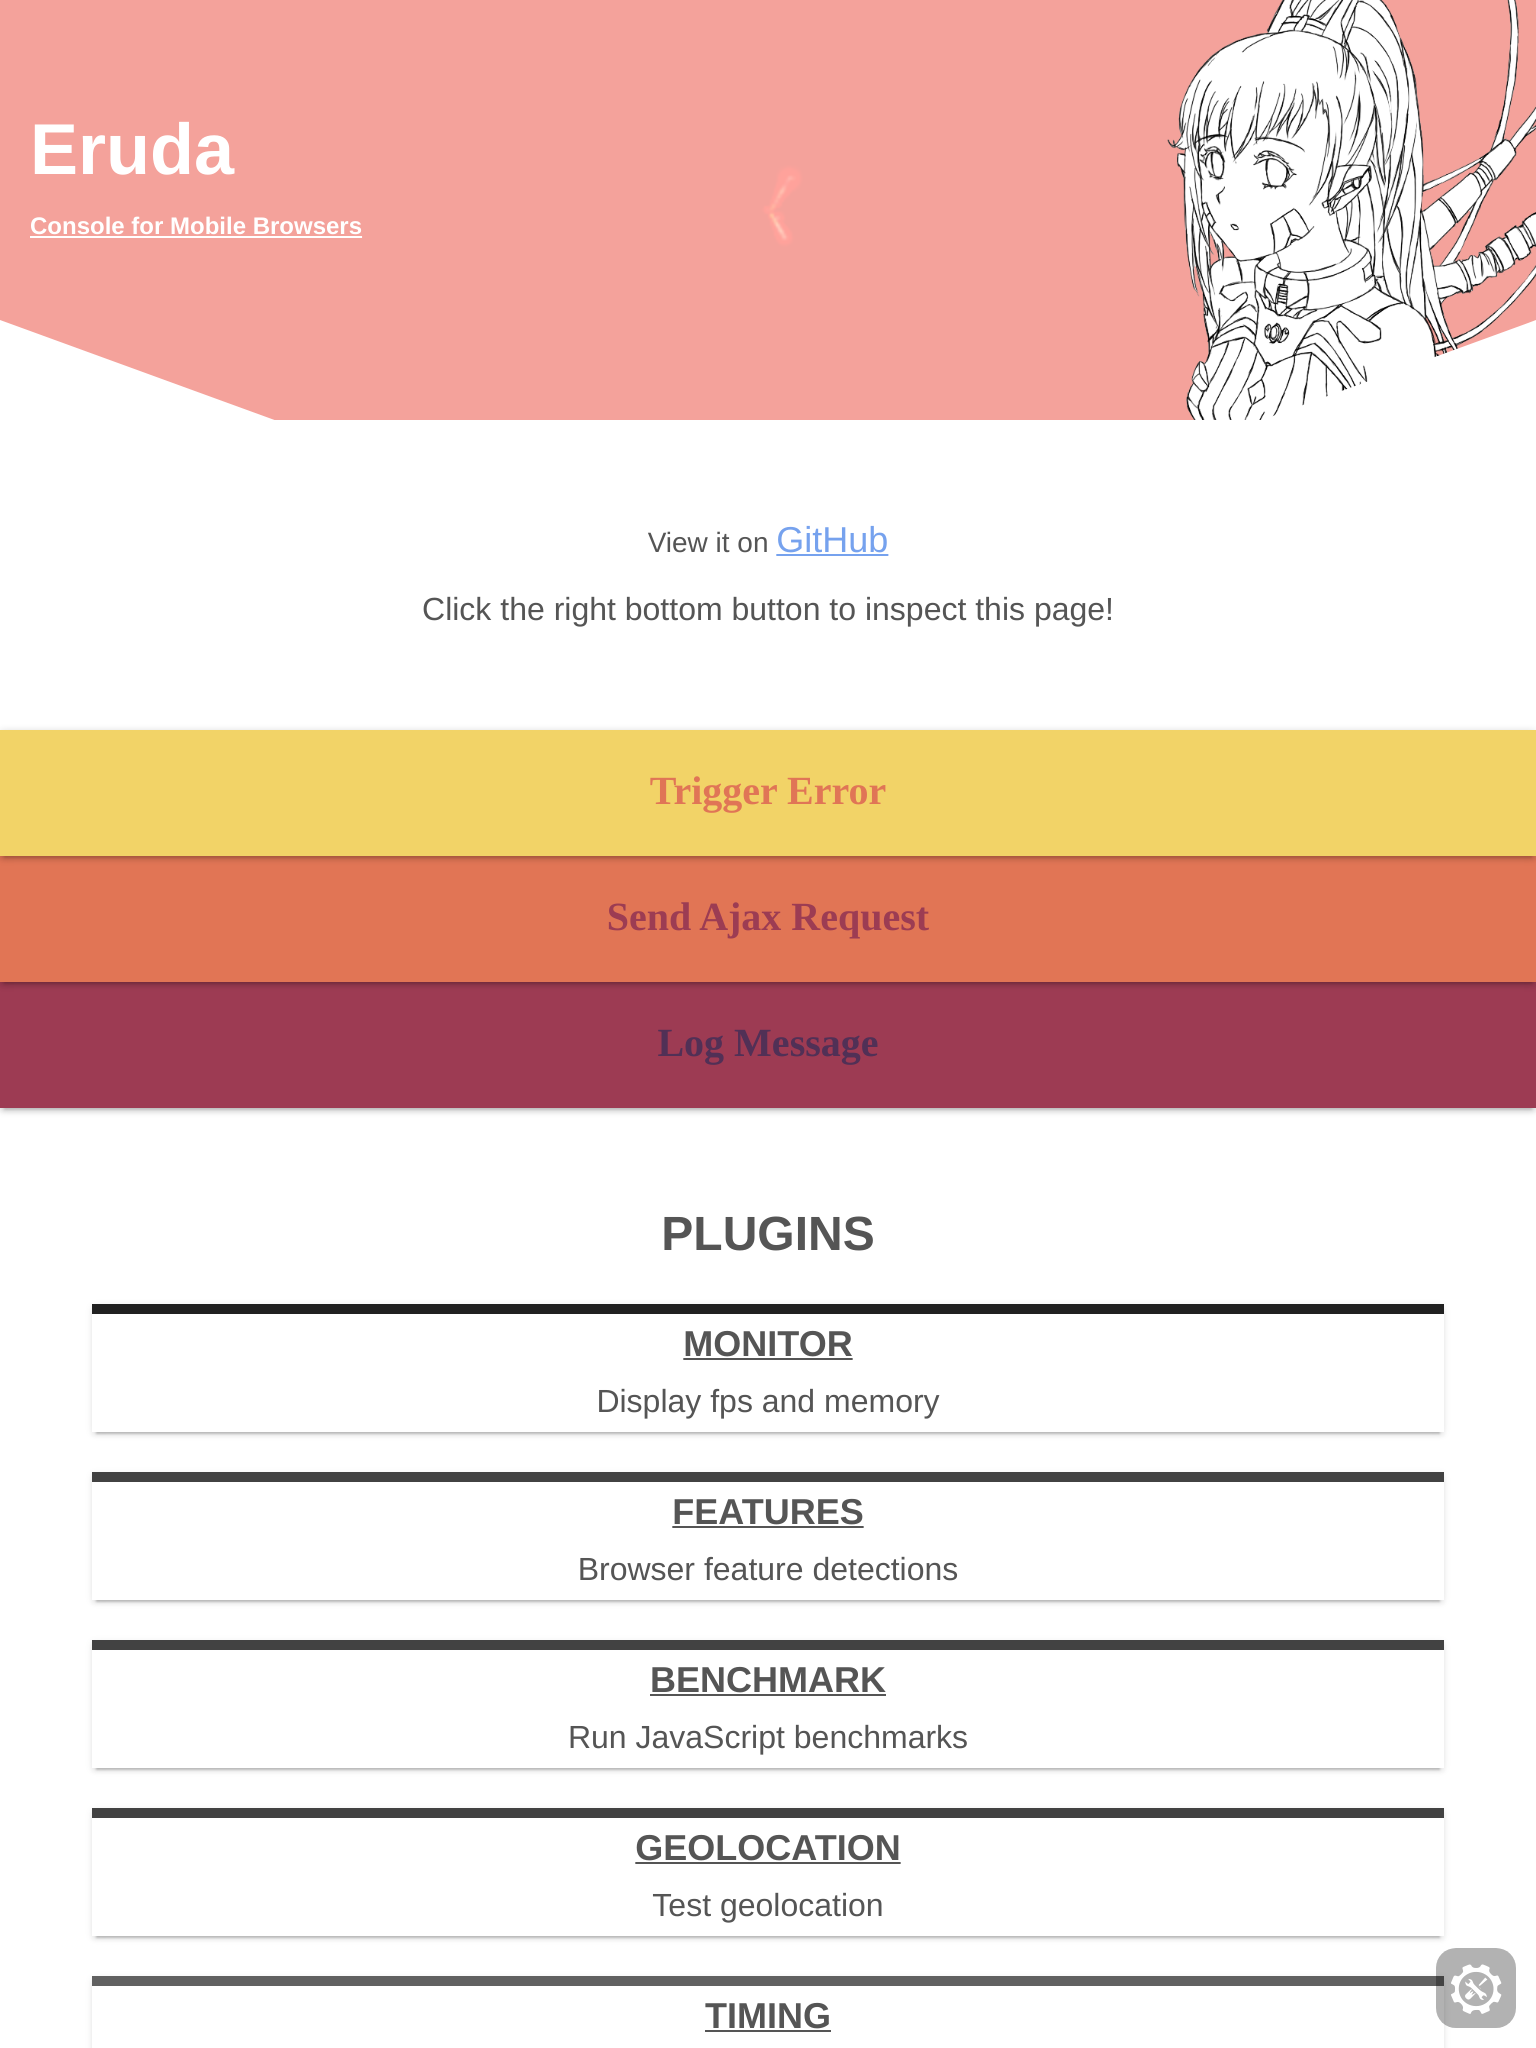 Eruda
Console for Mobile Browsers
View it on GitHub
Click the right bottom button to inspect this page!
Trigger Error
Send Ajax Request
Log Message
PLUGINS
MONITOR
Display fps and memory
FEATURES
Browser feature detections
BENCHMARK
Run JavaScript benchmarks
GEOLOCATION
Test geolocation
TIMING